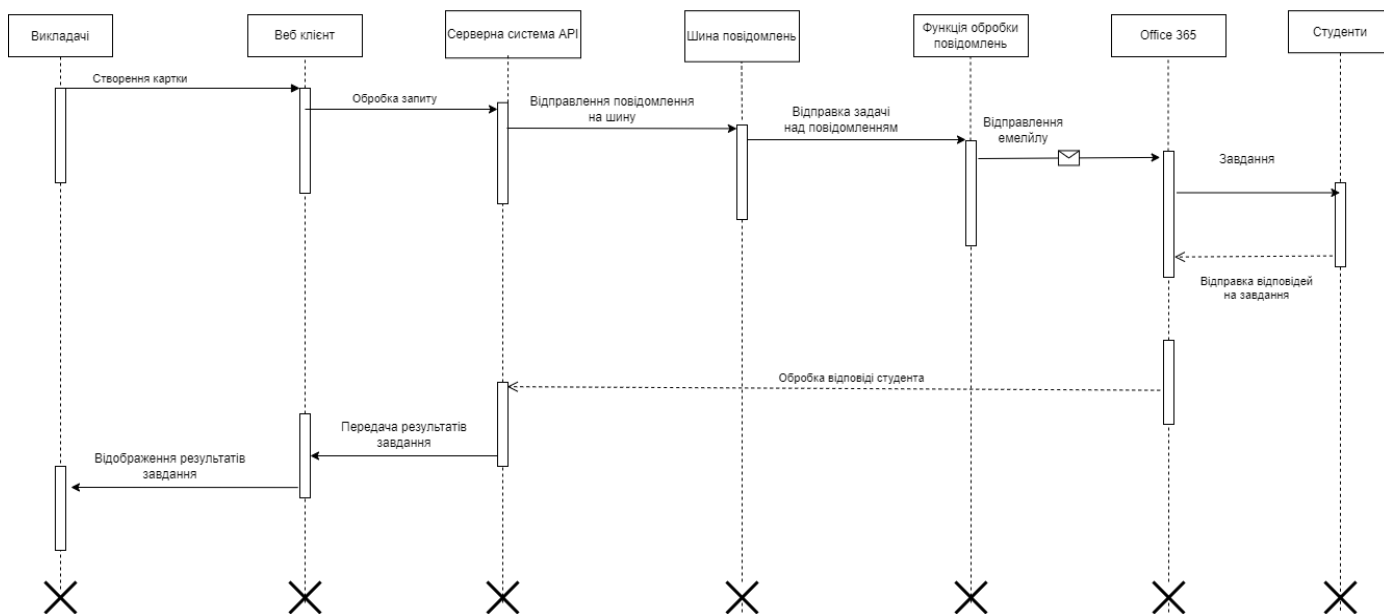 Викладачі
Веб клієнт
Серверна система API
Шина повідомлень
Функція обробки
повідомлень
Office 365
Студенти
Створення картки
Обробка запиту
Відправлення повідомлення
на шину
Відправка задачі
над повідомленням
Відправлення
емелйлу
Завдання
Відправка відповідей
на завдання
Обробка відповіді студента
Передача результатів
завдання
Відображення результатів
завдання